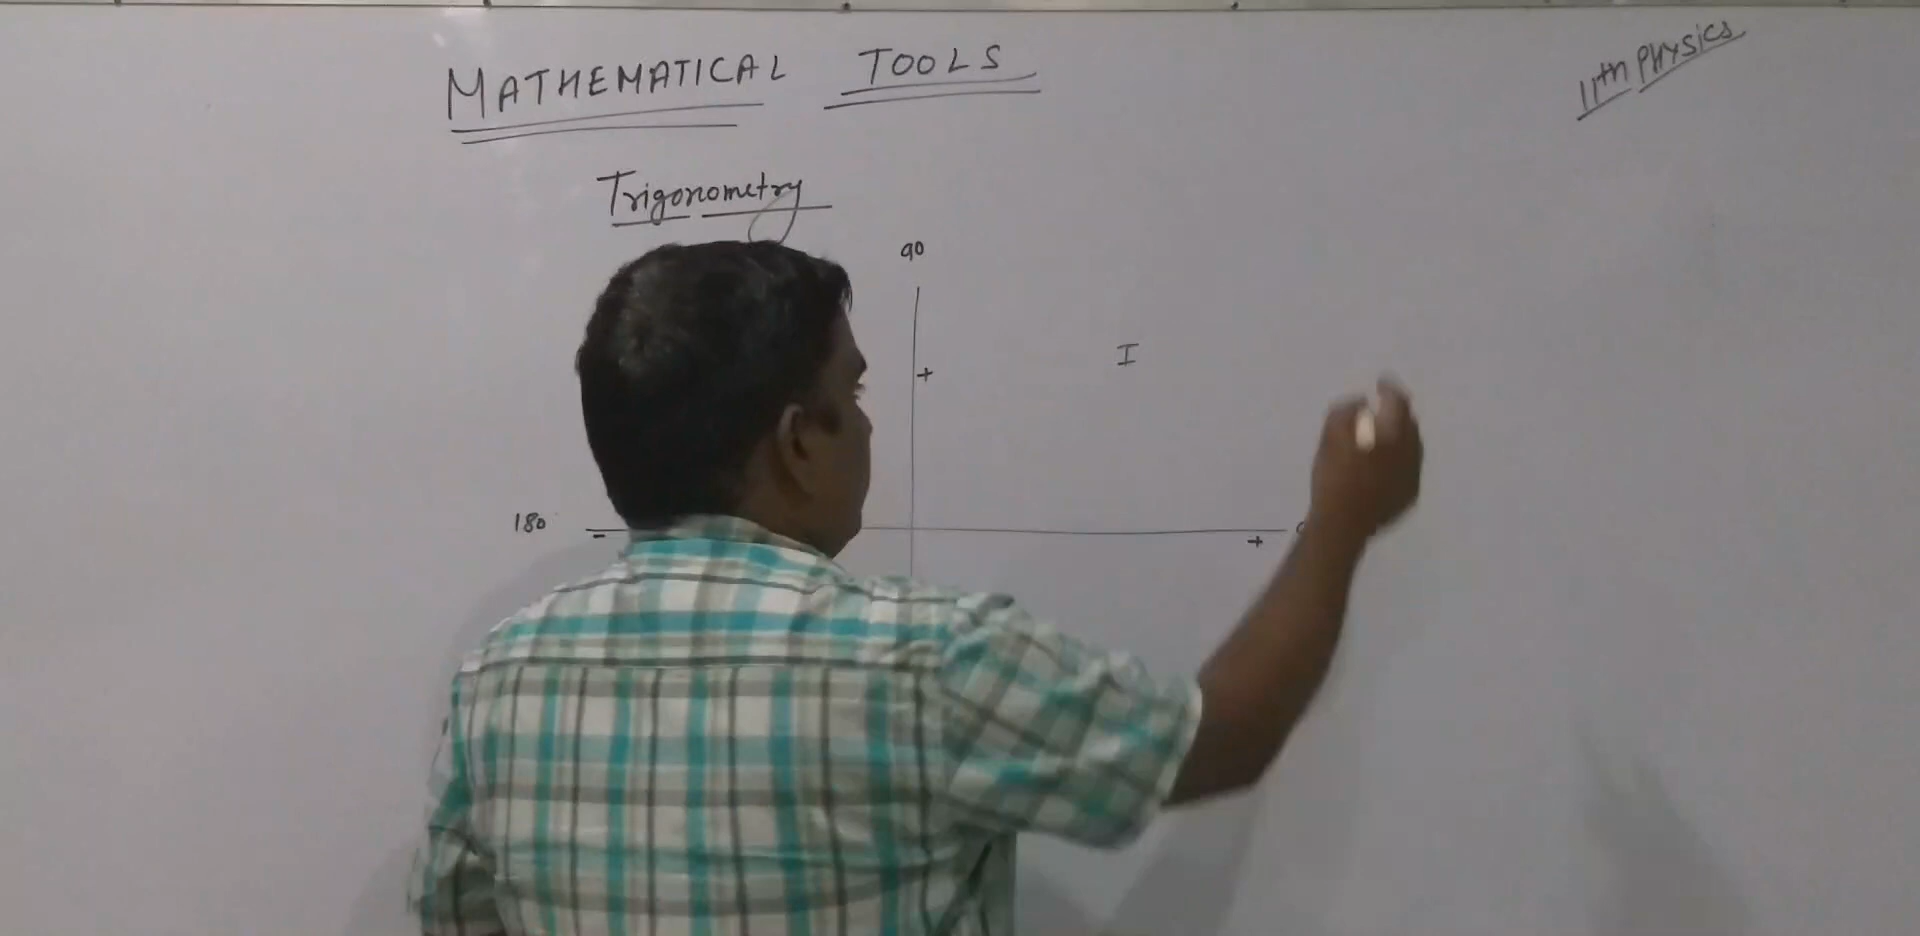 MATHEMATICAL TOOLS
11th PHYSICS
Trigonometry
90
I
+
180
-
+